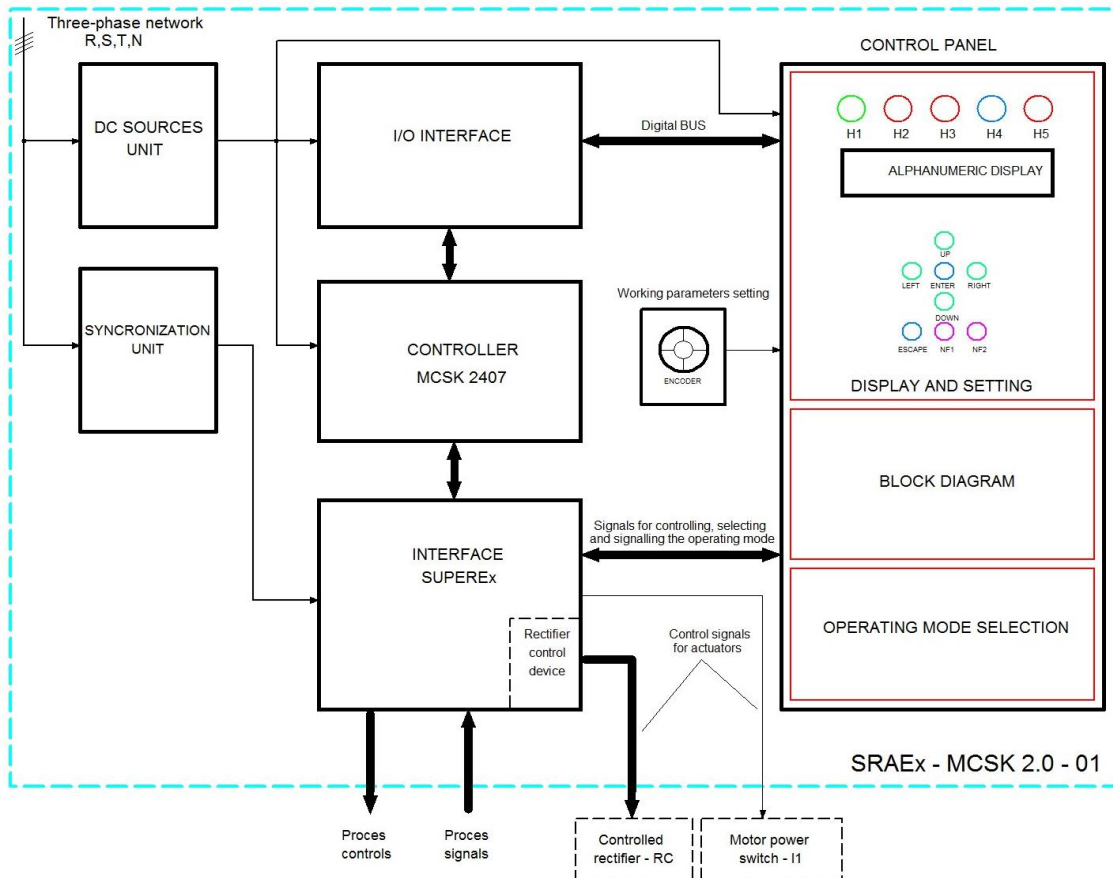 Three-phase network
R,S,T,N
DC SOURCES
UNIT
I/O INTERFACE
Digital BUS
CONTROL PANEL
H1 H2 H3 H4 H5
ALPHANUMERIC DISPLAY
UP
LEFT ENTER RIGHT
DOWN
ESCAPE NF1 NF2
DISPLAY AND SETTING
SYNCRONIZATION
UNIT
CONTROLLER
MCSK 2407
Working parameters setting
ENCODER
BLOCK DIAGRAM
INTERFACE
SUPEREx
Signals for controlling, selecting
and signalling the operating mode
OPERATING MODE SELECTION
Rectifier
control
device
Control signals
for actuators
SRAEx - MCSK 2.0 - 01
Proces
controls
Proces
signals
Controlled
rectifier - RC
Motor power
switch - I1